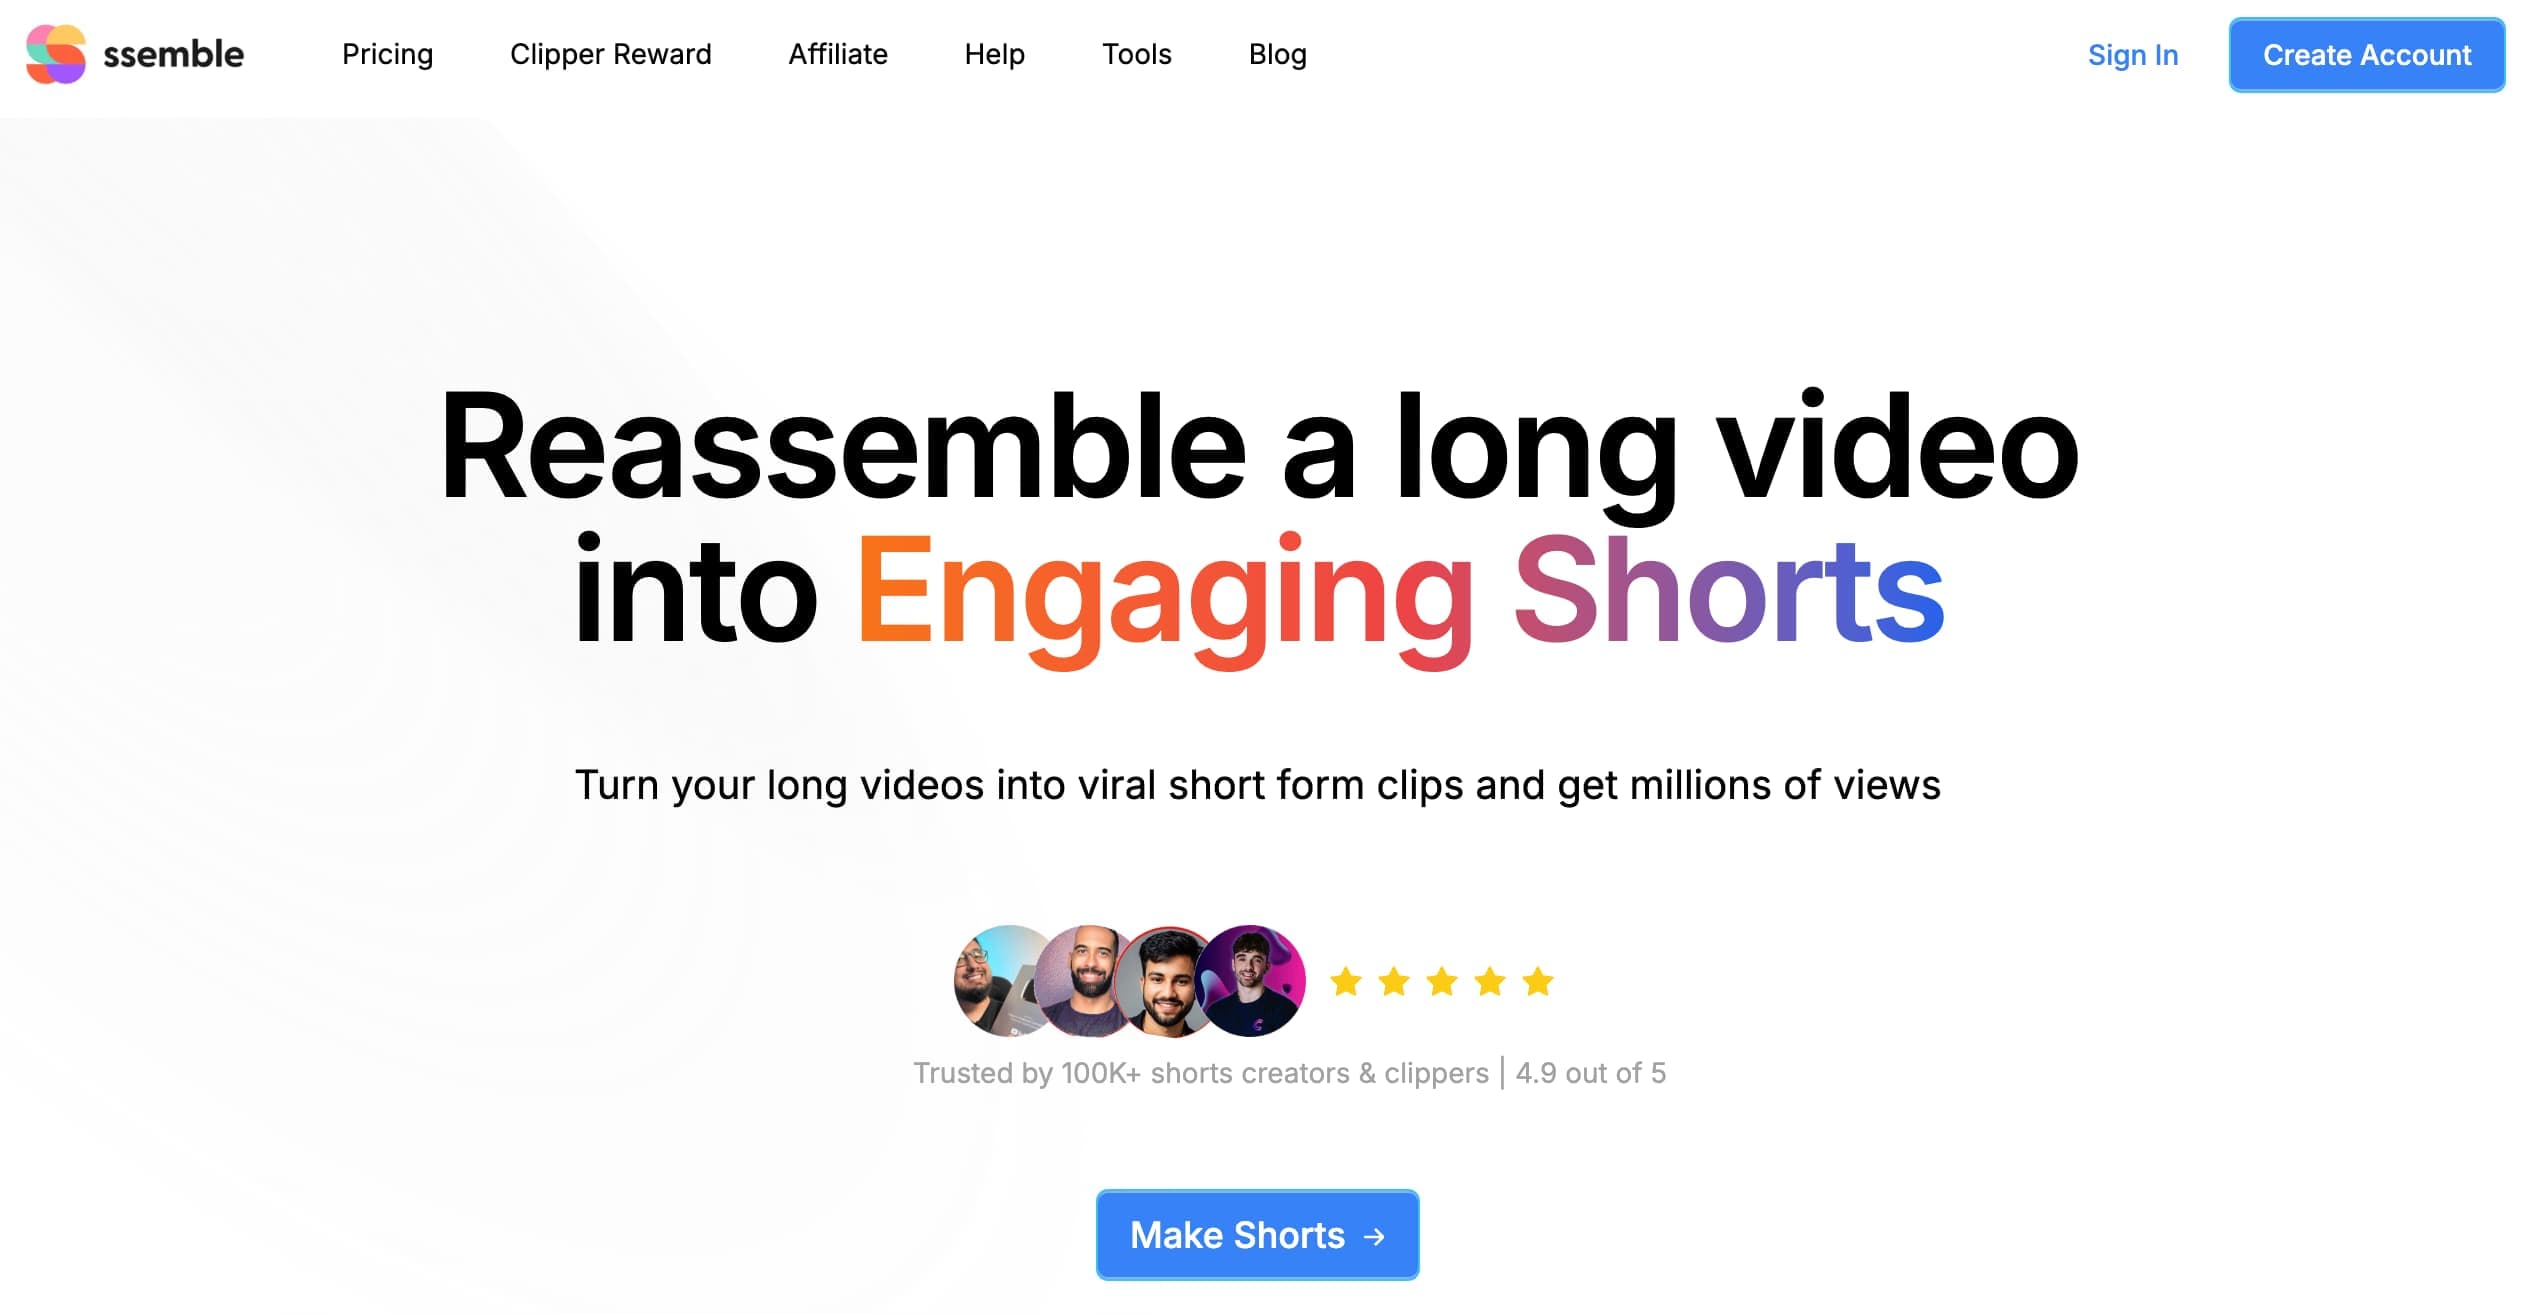 ssemble
Pricing
Clipper Reward
Affiliate
Help
Tools
Blog
Sign In
Create Account
Reassemble a long video
into Engaging Shorts
Turn your long videos into viral short form clips and get millions of views
Trusted by 100K+ shorts creators & clippers | 4.9 out of 5
Make Shorts →